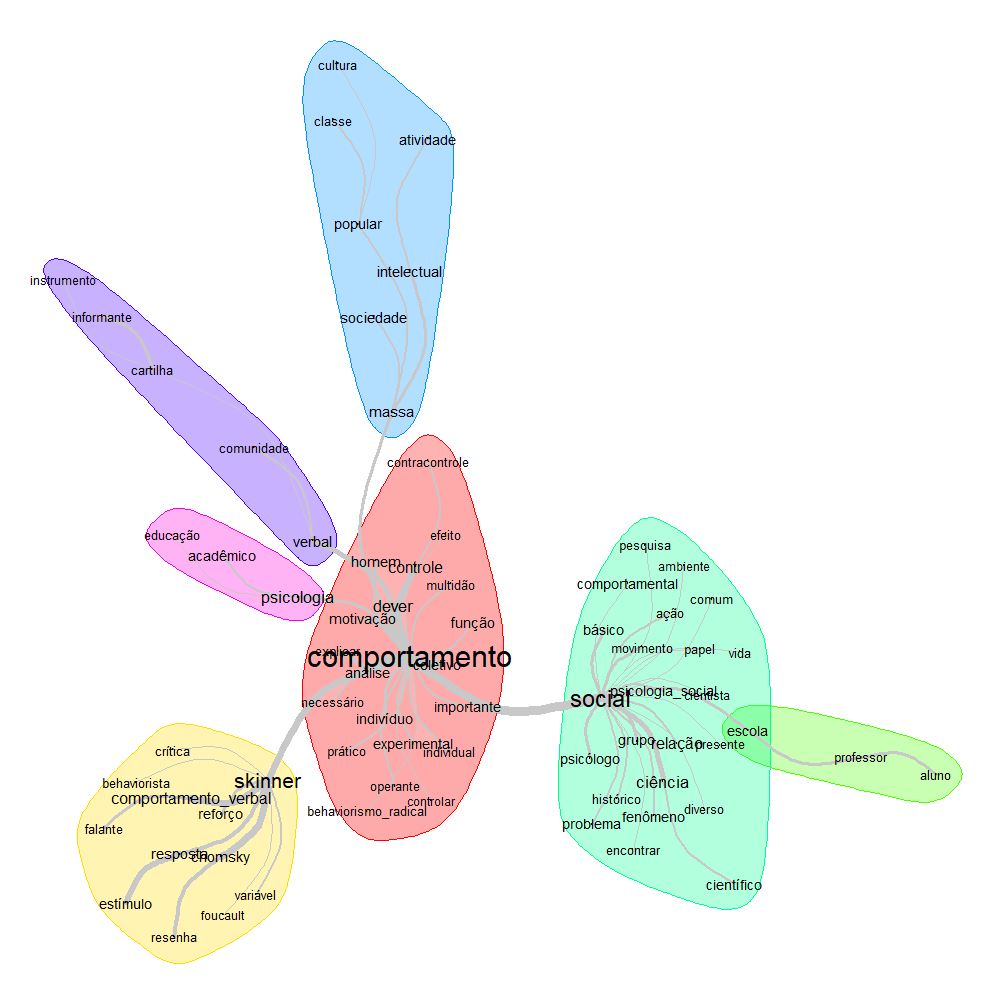 cultura
classe
atividade
popular
intelectual
sociedade
massa
instrumento
informante
cartilha
comunidade
verbal
educação
acadêmico
psicologia
contracontrole
efeito
homem
controle
multidão
dever
motivação
função
explicar
comportamento
coletivo
análise
necessário
importante
indivíduo
prático
experimental
individual
operante
controlar
behaviorismo_radical
pesquisa
ambiente
comportamental
comum
ação
básico
movimento
papel
vida
psicologia_social
cientista
social
grupo
relação
presente
psicólogo
ciência
histórico
diverso
fenômeno
problema
encontrar
científico
escola
professor
aluno
crítica
skinner
behaviorista
comportamento_verbal
reforço
falante
resposta
chomsky
variável
estímulo
foucault
resenha